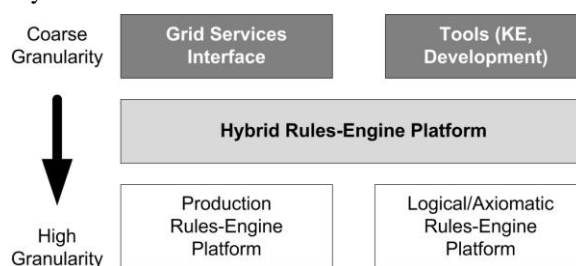 Coarse
Granularity
Grid Services
Interface
Tools (KE,
Development)
Hybrid Rules-Engine Platform
High
Granularity
Production
Rules-Engine
Platform
Logical/Axiomatic
Rules-Engine
Platform